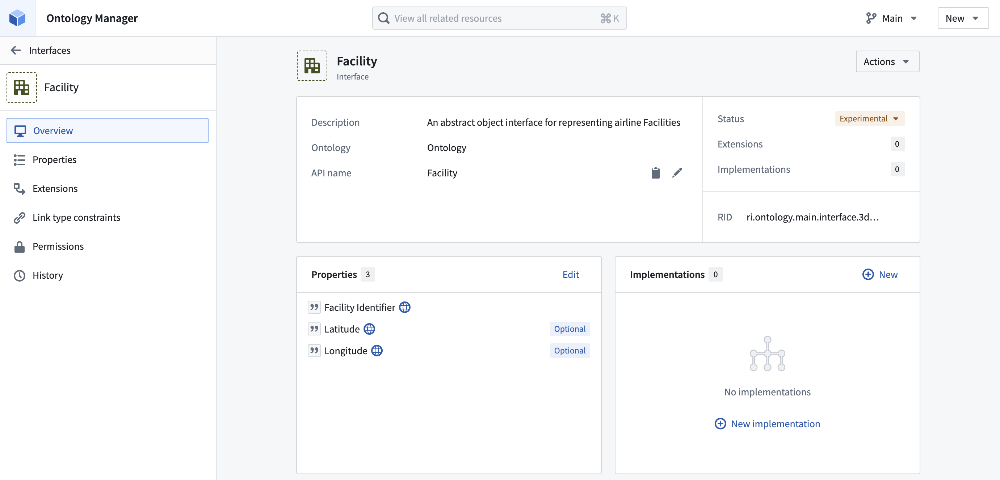 Ontology Manager
View all related resources
⌘ K
Main
New
Interfaces
Facility
Overview
Properties
Extensions
Link type constraints
Permissions
History
Facility
Interface
Actions
Description An abstract object interface for representing airline Facilities
Ontology Ontology
API name Facility
Status Experimental
Extensions 0
Implementations 0
RID ri.ontology.main.interface.3d...
Properties 3 Edit
Facility Identifier
Latitude Optional
Longitude Optional
Implementations 0 New
No implementations
New implementation